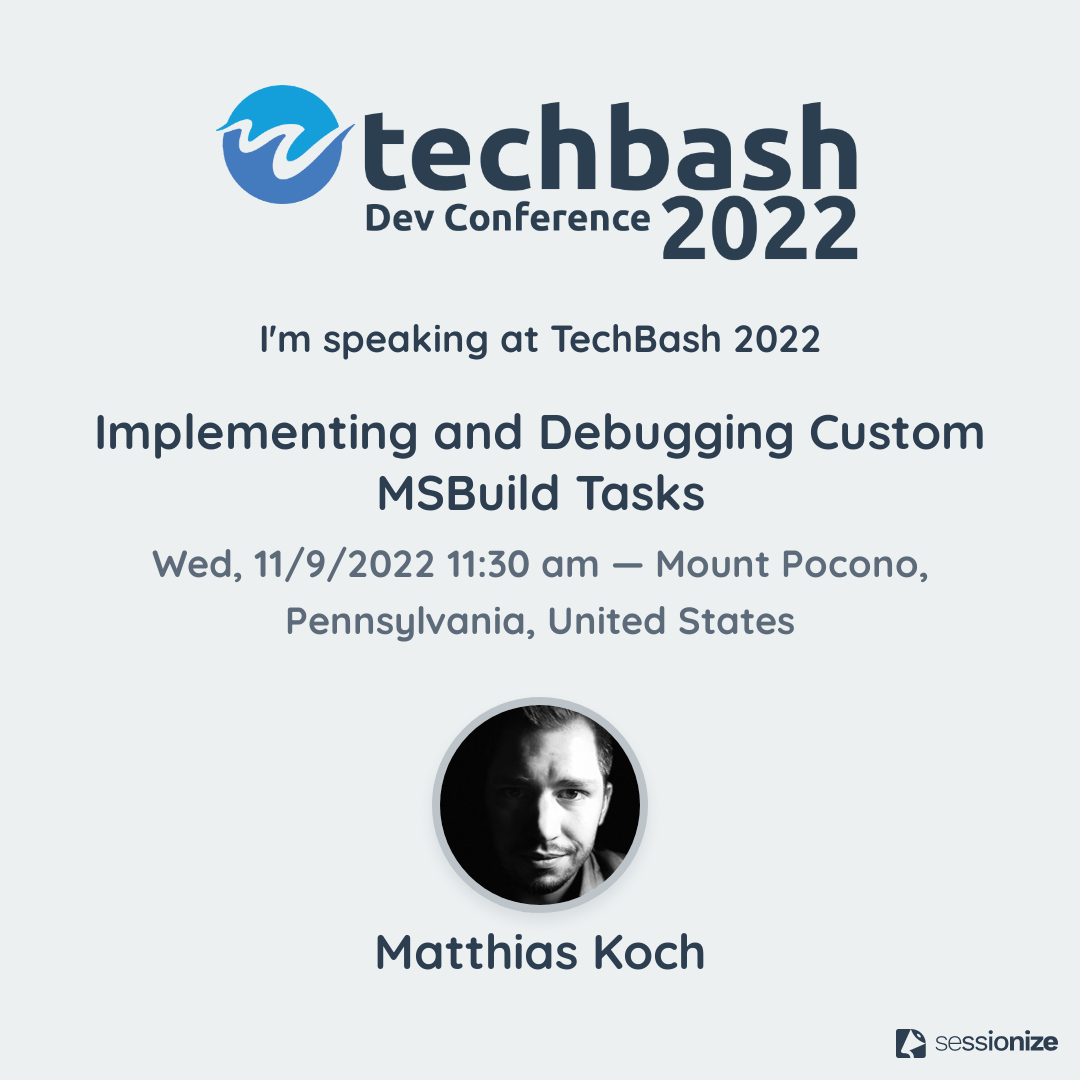 techbash
Dev Conference 2022
I'm speaking at TechBash 2022
Implementing and Debugging Custom
MSBuild Tasks
Wed, 11/9/2022 11:30 am — Mount Pocono,
Pennsylvania, United States
Matthias Koch
sessionize